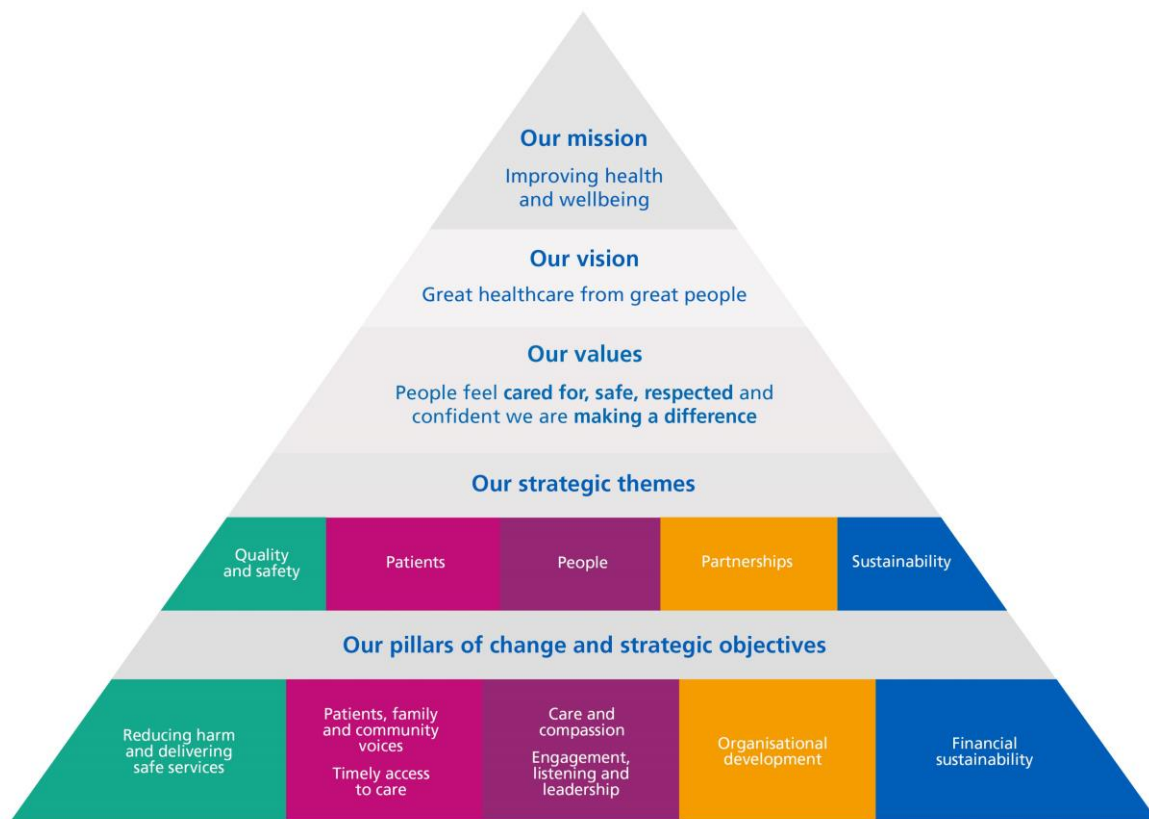 Our mission
Improving health
and wellbeing
Our vision
Great healthcare from great people
Our values
People feel cared for, safe, respected and
confident we are making a difference
Our strategic themes
Quality
and safety
Patients
People
Partnerships
Sustainability
Our pillars of change and strategic objectives
Reducing harm
and delivering
safe services
Patients, family
and community
voices
Timely access
to care
Care and
compassion
Engagement,
listening and
leadership
Organisational
development
Financial
sustainability